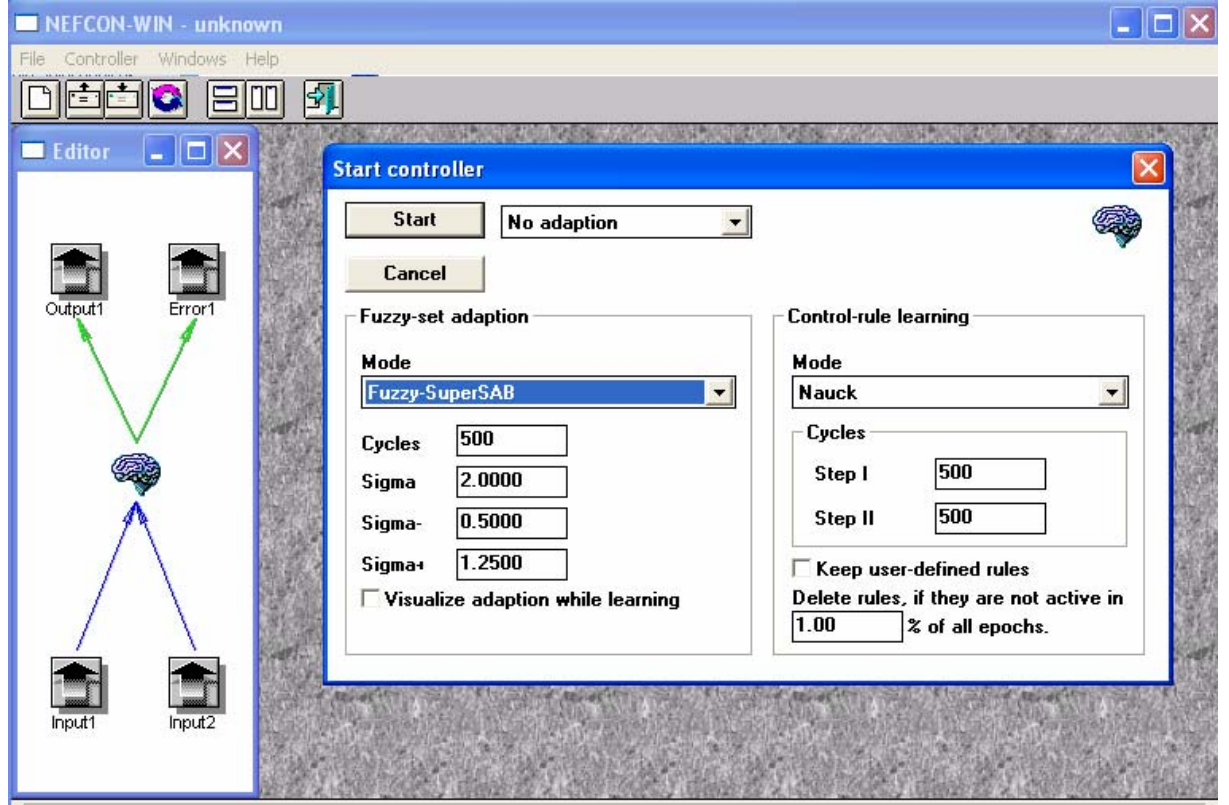 NEFCON-WIN - unknown
File Controller Windows Help
Editor
Output1 Error1
Input1 Input2
Start controller
Start No adaption
Cancel
Fuzzy-set adaption
Mode
Fuzzy-SuperSAB
Cycles 500
Sigma 2.0000
Sigma- 0.5000
Sigma+ 1.2500
Visualize adaption while learning
Control-rule learning
Mode
Nauck
Cycles
Step I 500
Step II 500
Keep user-defined rules
Delete rules, if they are not active in
1.00 % of all epochs.